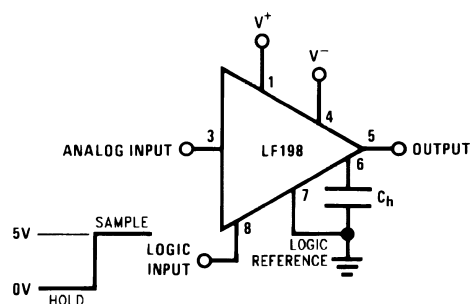 V+
V−
1
4
3
LF198
5
ANALOG INPUT
OUTPUT
6
Ch
7
8
5V
SAMPLE
LOGIC
INPUT
LOGIC
REFERENCE
0V
HOLD